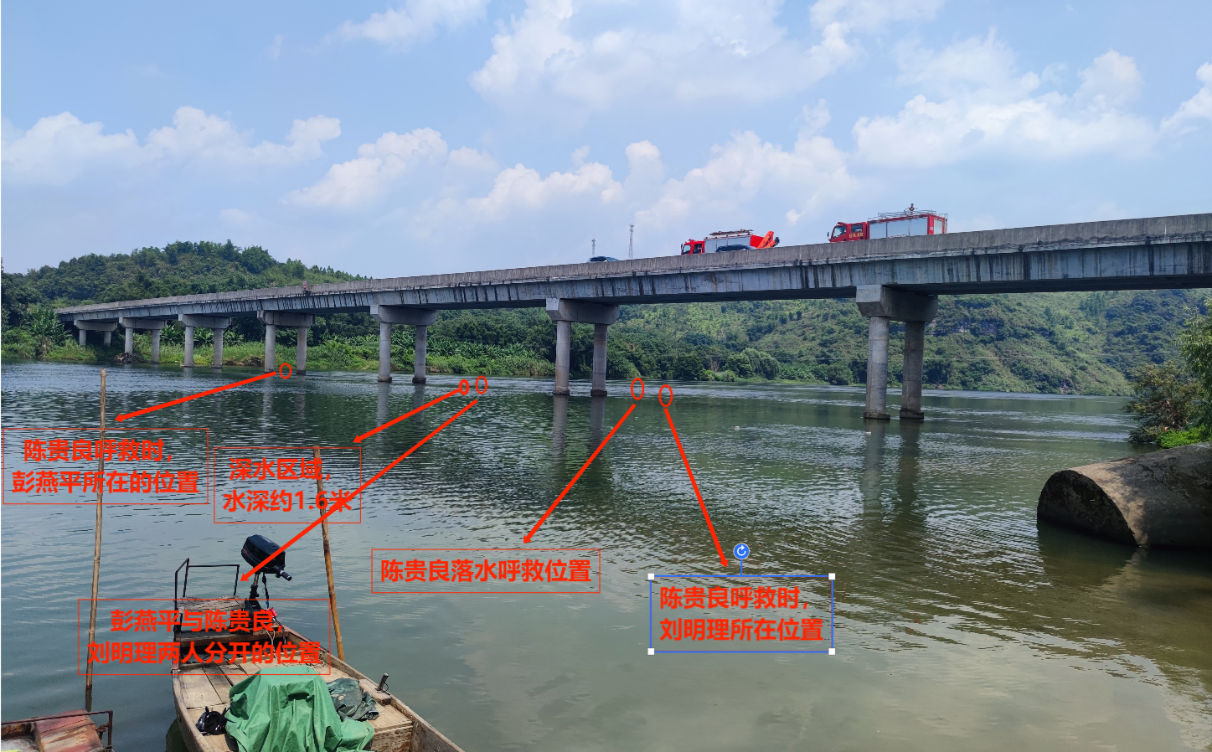 陈贵良呼救时，
彭燕平所在的位置
深水区域，
水深约1.6米
陈贵良落水呼救位置
陈贵良呼救时，
刘明理所在位置
彭燕平与陈贵良、
刘明理两人分开的位置